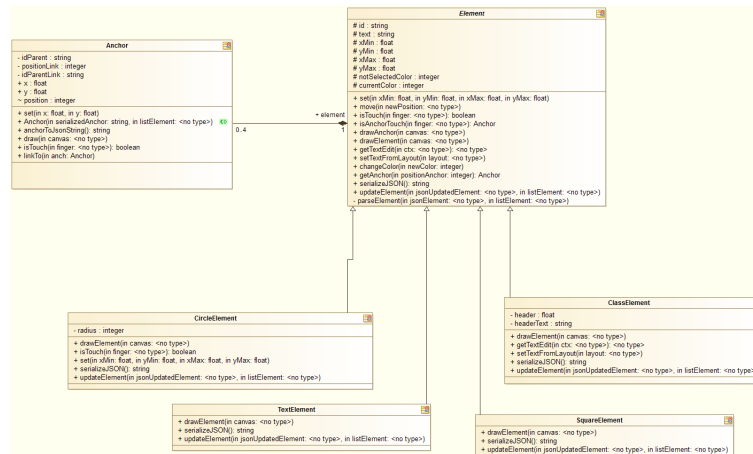 Element
# id : string
# text : string
# xMin : float
# yMin : float
# xMax : float
# yMax : float
# notSelectedColor : integer
# currentColor : integer
+ set(in xMin: float, in yMin: float, in xMax: float, in yMax: float)
+ move(in newPosition: <no type>)
+ isTouch(in finger: <no type>): boolean
+ isAnchorTouch(in finger: <no type>): Anchor
+ drawAnchor(in canvas: <no type>)
+ drawElement(in canvas: <no type>)
+ getTextEdit(in ctx: <no type>): <no type>
+ setTextFromLayout(in layout: <no type>)
+ changeColor(in newColor: integer)
+ getAnchor(in positionAnchor: integer): Anchor
+ serializeJSON(): string
+ updateElement(in jsonUpdatedElement: <no type>, in listElement: <no type>)
- parseElement(in jsonElement: <no type>, in listElement: <no type>)
Anchor
- idParent : string
- positionLink : integer
- idParentLink : string
+ x : float
+ y : float
~ position : integer
+ set(in x: float, in y: float)
+ Anchor(in serializedAnchor: string, in listElement: <no type>)
+ anchorToJsonString(): string
+ draw(in canvas: <no type>)
+ isTouch(in finger: <no type>): boolean
+ linkTo(in anch: Anchor)
+ element
0..4
1
CircleElement
- radius : integer
+ drawElement(in canvas: <no type>)
+ isTouch(in finger: <no type>): boolean
+ set(in xMin: float, in yMin: float, in xMax: float, in yMax: float)
+ serializeJSON(): string
+ updateElement(in jsonUpdatedElement: <no type>, in listElement: <no type>)
ClassElement
- header : float
- headerText : string
+ drawElement(in canvas: <no type>)
+ getTextEdit(in ctx: <no type>): <no type>
+ setTextFromLayout(in layout: <no type>)
+ serializeJSON(): string
+ updateElement(in jsonUpdatedElement: <no type>, in listElement: <no type>
TextElement
+ drawElement(in canvas: <no type>)
+ serializeJSON(): string
+ updateElement(in jsonUpdatedElement: <no type>, in listElement: <no type>)
SquareElement
+ drawElement(in canvas: <no type>)
+ serializeJSON(): string
+ updateElement(in jsonUpdatedElement: <no type>, in listElement: <no type>)